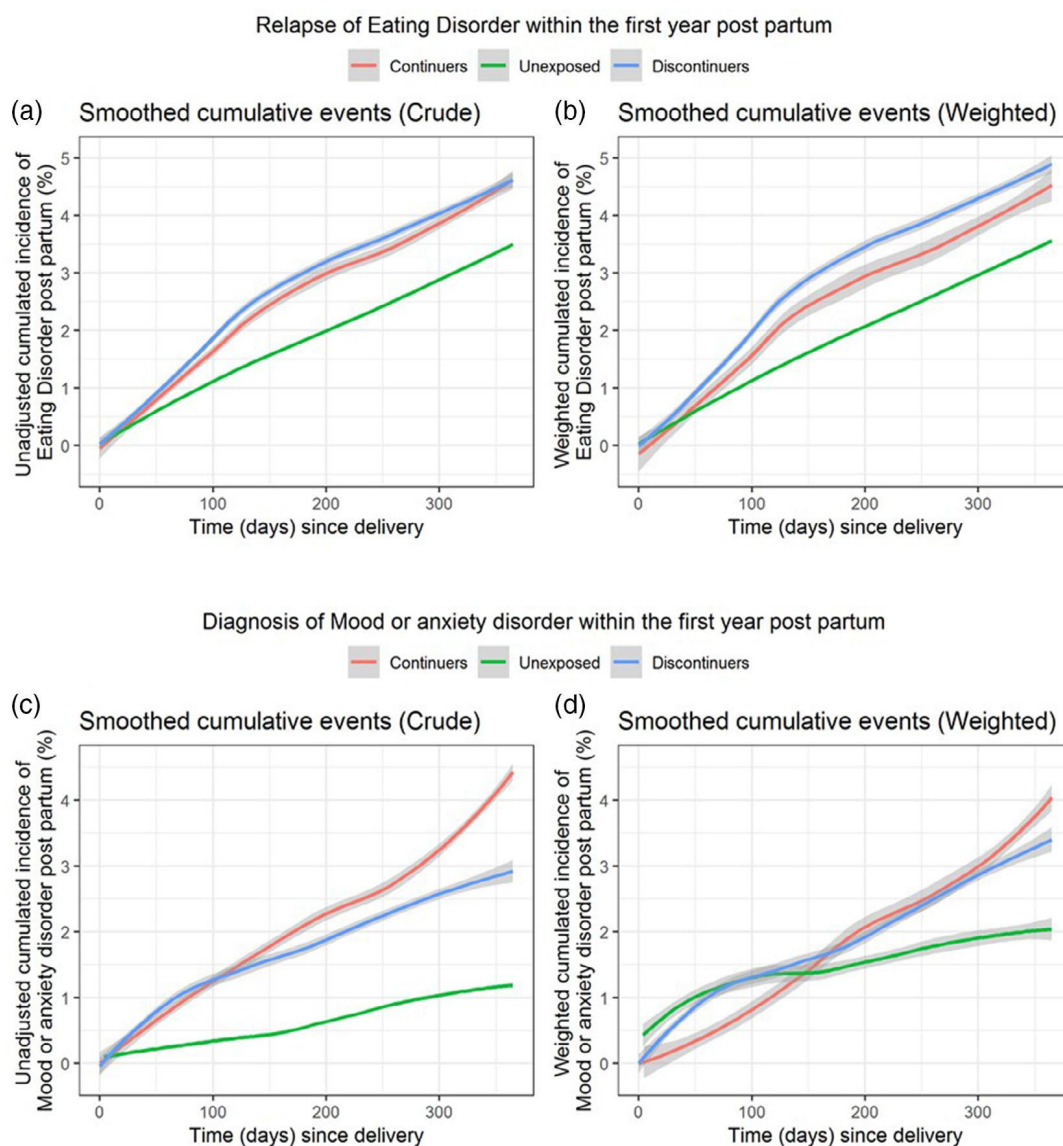 Relapse of Eating Disorder within the first year post partum
Continuers Unexposed Discontinuers
(a) Smoothed cumulative events (Crude)
Unadjusted cumulated incidence of
Eating Disorder post partum (%)
5
4
3
2
1
0
0 100 200 300
Time (days) since delivery
(b) Smoothed cumulative events (Weighted)
Weighted cumulated incidence of
Eating Disorder post partum (%)
5
4
3
2
1
0
0 100 200 300
Time (days) since delivery
Diagnosis of Mood or anxiety disorder within the first year post partum
Continuers Unexposed Discontinuers
(c) Smoothed cumulative events (Crude)
Unadjusted cumulated incidence of
Mood or anxiety disorder post partum (%)
4
3
2
1
0
0 100 200 300
Time (days) since delivery
(d) Smoothed cumulative events (Weighted)
Weighted cumulated incidence of
Mood or anxiety disorder post partum (%)
4
3
2
1
0
0 100 200 300
Time (days) since delivery